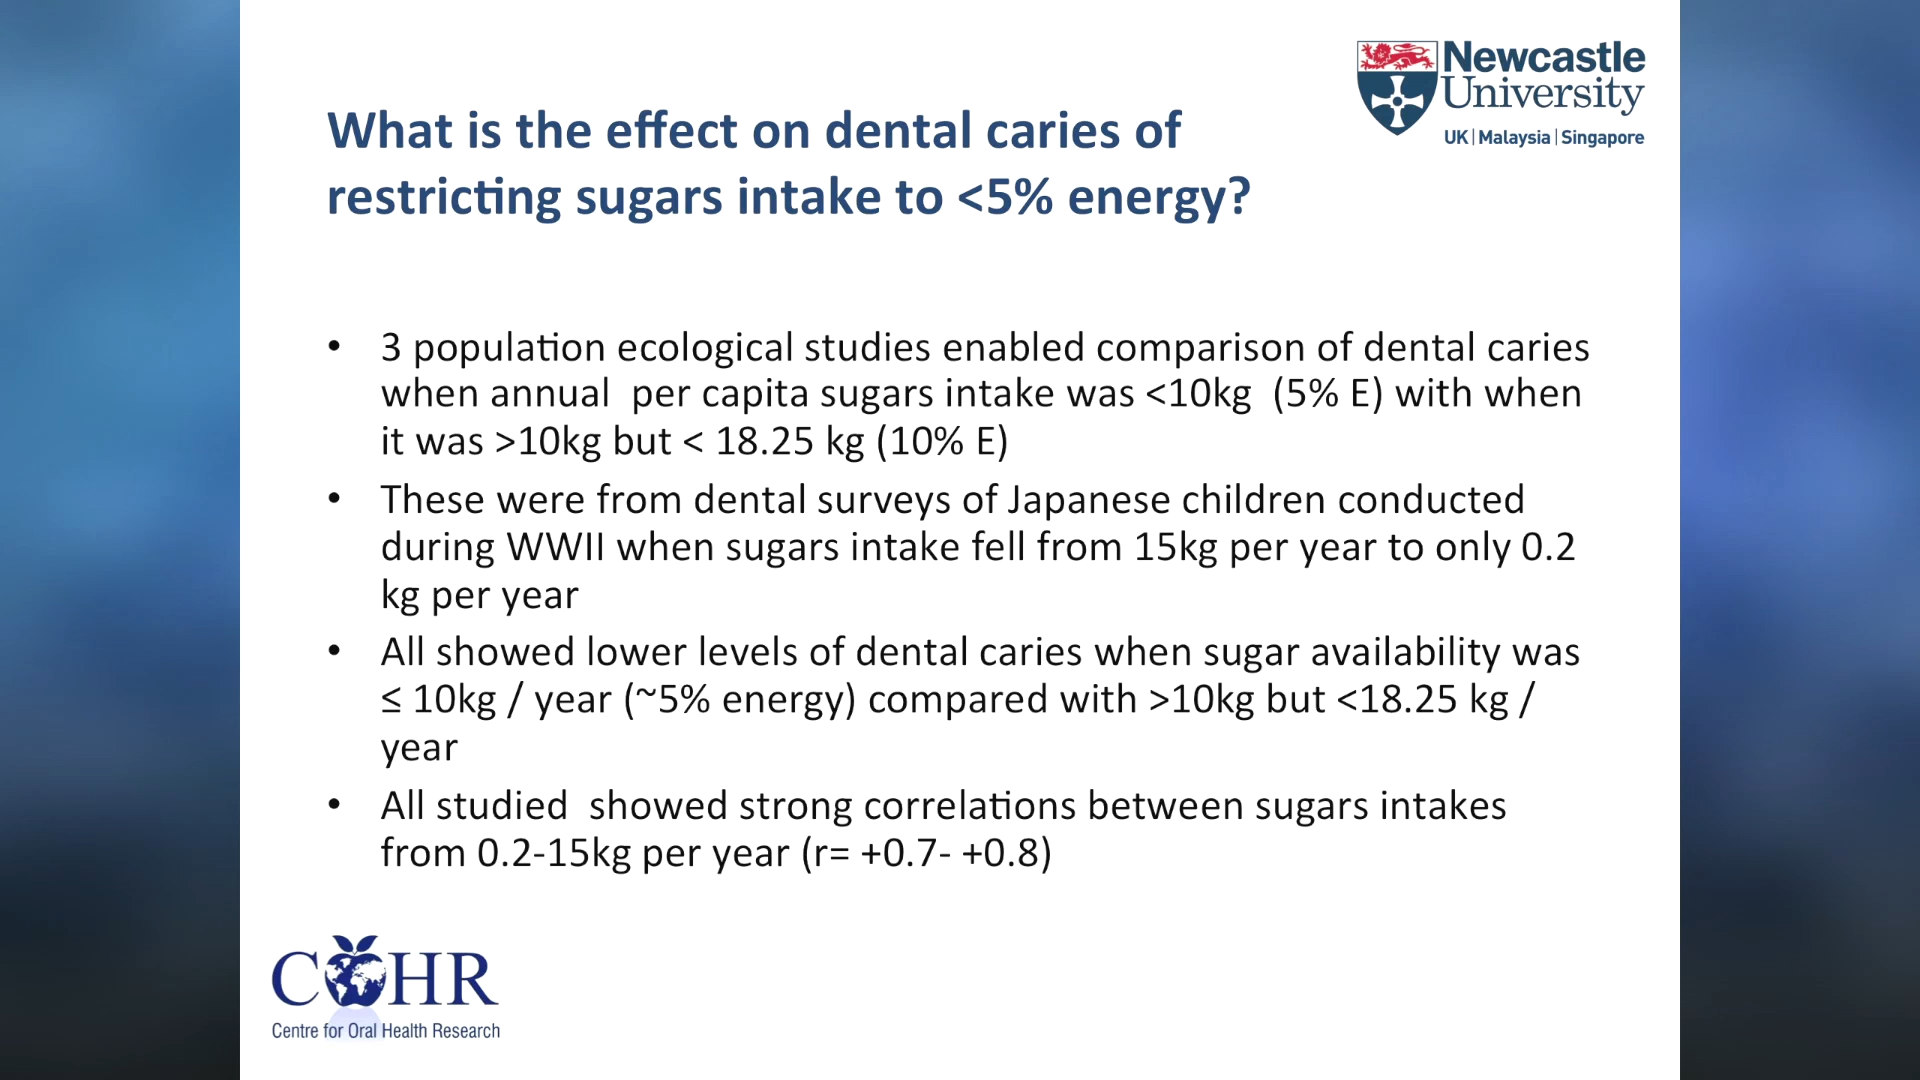 Newcastle
University
UK | Malaysia | Singapore
What is the effect on dental caries of
restricting sugars intake to <5% energy?
• 3 population ecological studies enabled comparison of dental caries
when annual  per capita sugars intake was <10kg  (5% E) with when
it was >10kg but < 18.25 kg (10% E)
• These were from dental surveys of Japanese children conducted
during WWII when sugars intake fell from 15kg per year to only 0.2
kg per year
• All showed lower levels of dental caries when sugar availability was
≤ 10kg / year (~5% energy) compared with >10kg but <18.25 kg /
year
• All studied  showed strong correlations between sugars intakes
from 0.2-15kg per year (r= +0.7- +0.8)
COHR
Centre for Oral Health Research